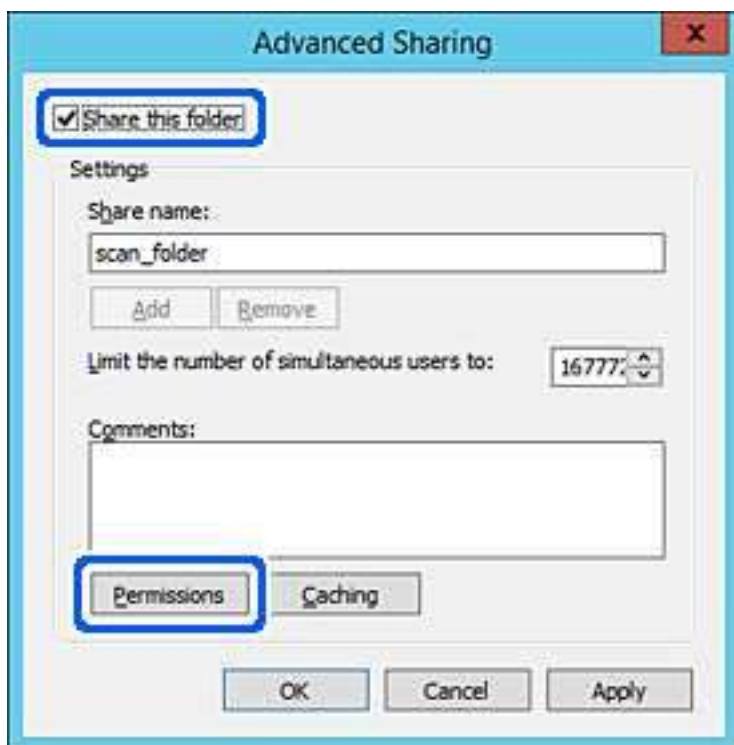 Advanced Sharing
Share this folder
Settings
Share name:
scan_folder
Add Remove
Limit the number of simultaneous users to:
Comments:
Permissions Caching
OK Cancel Apply